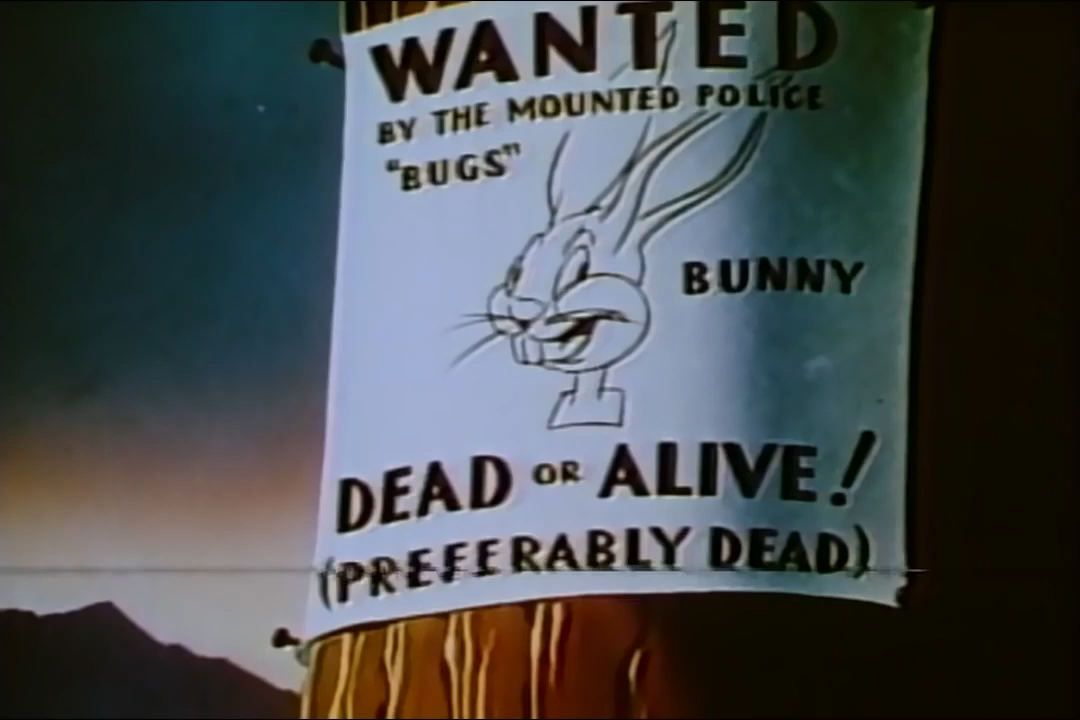 WANTED
BY THE MOUNTED POLICE
"BUGS"
BUNNY
DEAD OR ALIVE!
(PREFERABLY DEAD)